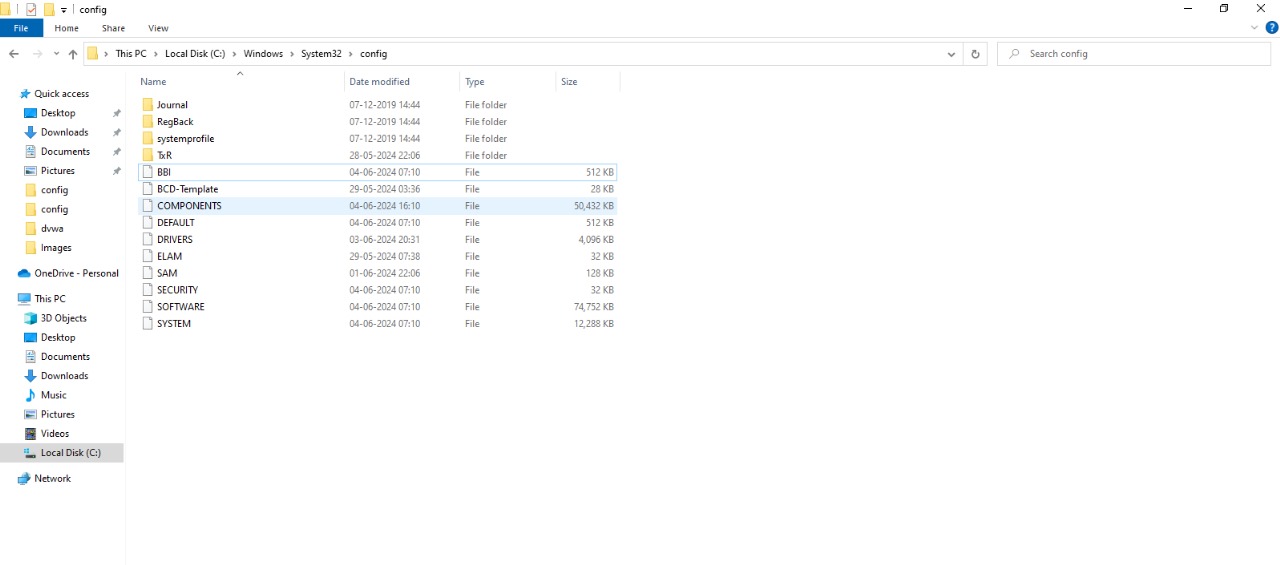 config
File Home Share View
This PC Local Disk (C:) Windows System32 config
Search config
Name Date modified Type Size
Quick access
Desktop
Downloads
Documents
Pictures
config
config
dvwa
Images
OneDrive - Personal
This PC
3D Objects
Desktop
Documents
Downloads
Music
Pictures
Videos
Local Disk (C:)
Network
Journal 07-12-2019 14:44 File folder
RegBack 07-12-2019 14:44 File folder
systemprofile 07-12-2019 14:44 File folder
TxR 28-05-2024 22:06 File folder
BBI 04-06-2024 07:10 File 512 KB
BCD-Template 29-05-2024 03:36 File 28 KB
COMPONENTS 04-06-2024 16:10 File 50,432 KB
DEFAULT 04-06-2024 07:10 File 512 KB
DRIVERS 03-06-2024 20:31 File 4,096 KB
ELAM 29-05-2024 07:38 File 32 KB
SAM 01-06-2024 22:06 File 128 KB
SECURITY 04-06-2024 07:10 File 32 KB
SOFTWARE 04-06-2024 07:10 File 74,752 KB
SYSTEM 04-06-2024 07:10 File 12,288 KB